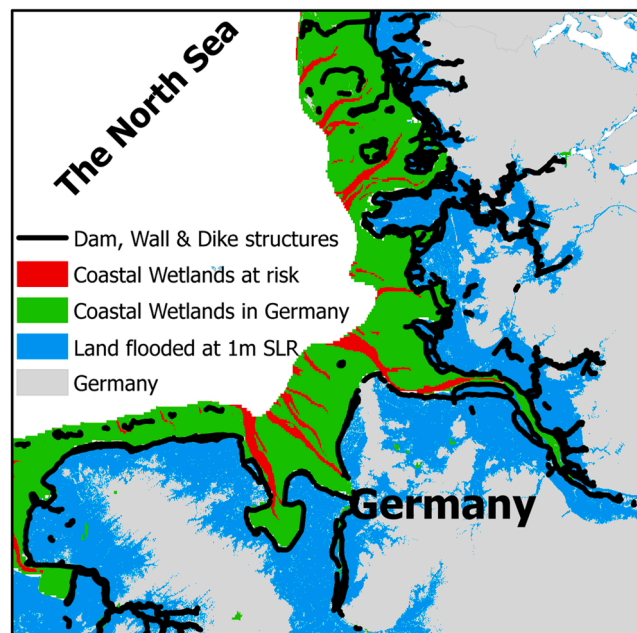 The North Sea
Dam, Wall & Dike structures
Coastal Wetlands at risk
Coastal Wetlands in Germany
Land flooded at 1m SLR
Germany
Germany